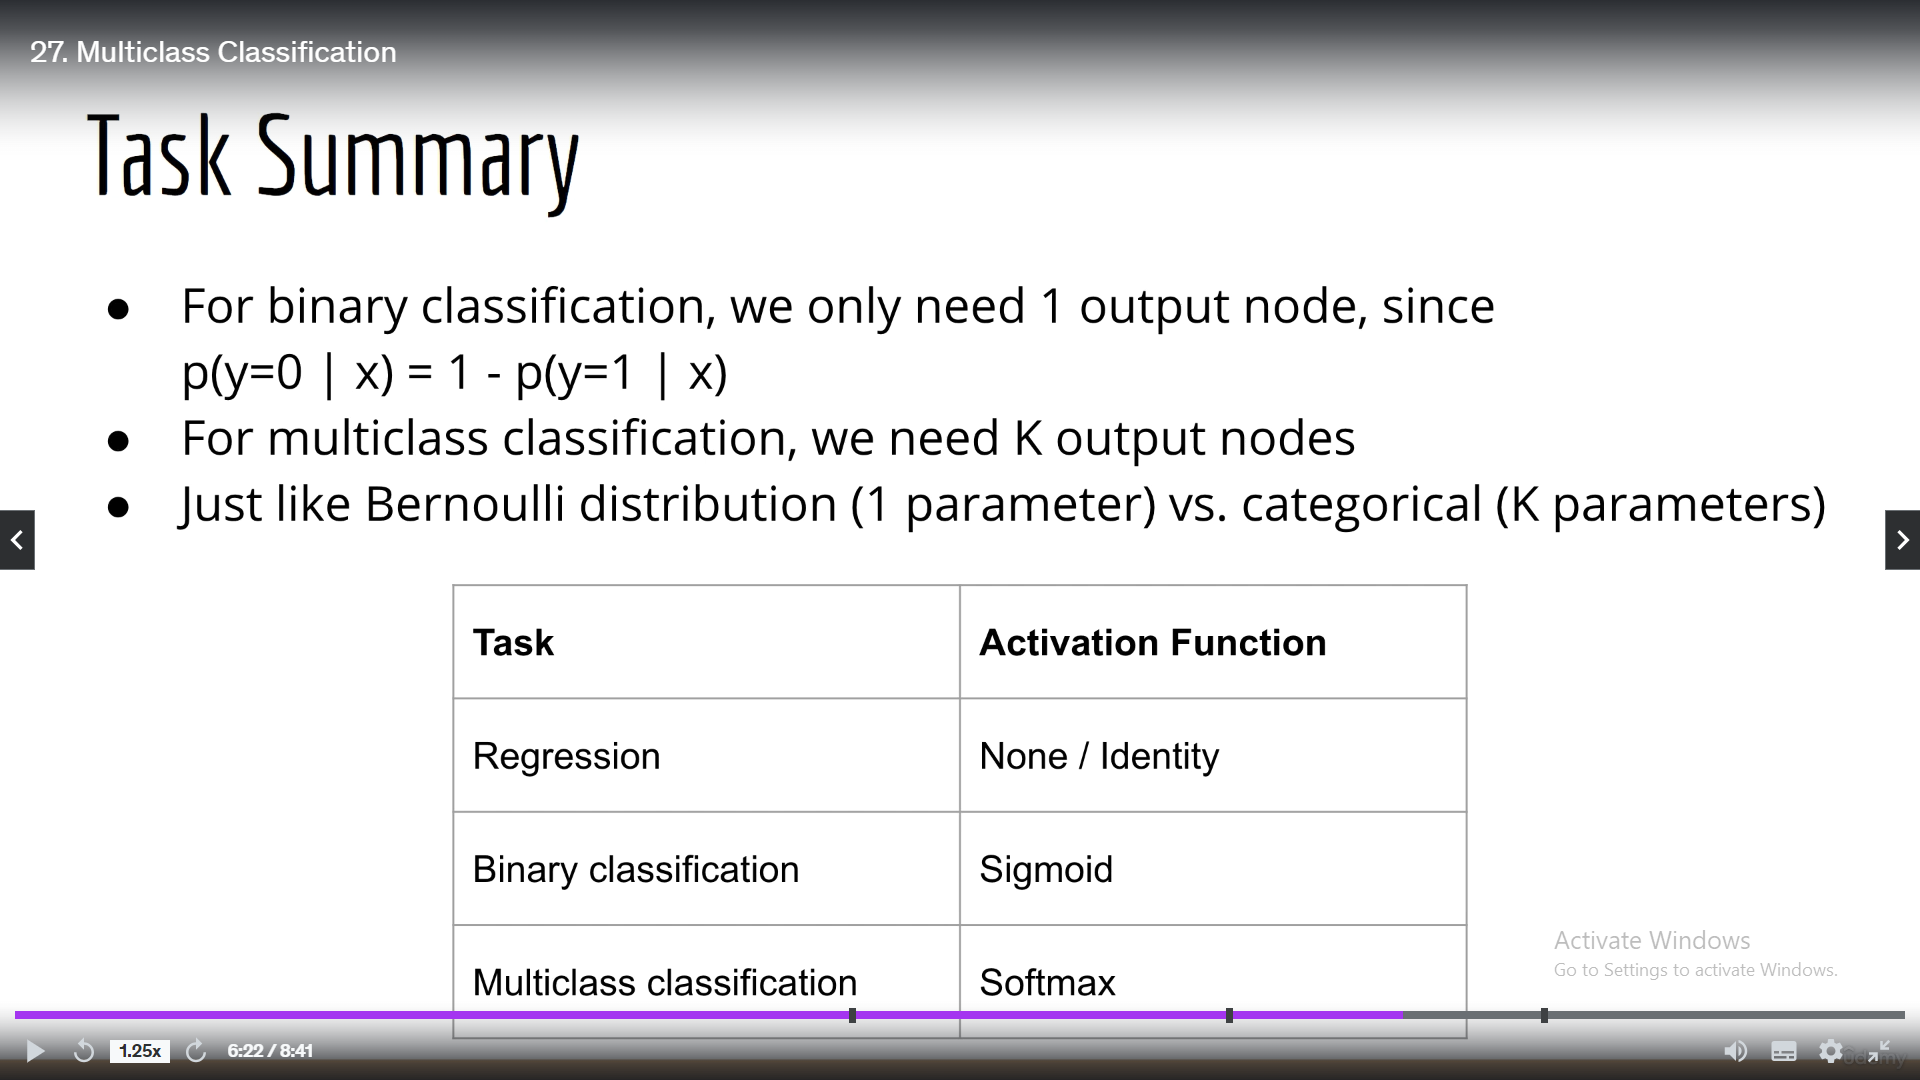 27. Multiclass Classification
Task Summary
● For binary classification, we only need 1 output node, since
p(y=0 | x) = 1 - p(y=1 | x)
● For multiclass classification, we need K output nodes
● Just like Bernoulli distribution (1 parameter) vs. categorical (K parameters)
Task Activation Function
Regression None / Identity
Binary classification Sigmoid
Multiclass classification Softmax
Activate Windows
Go to Settings to activate Windows.
1.25x 6:22 / 8:41